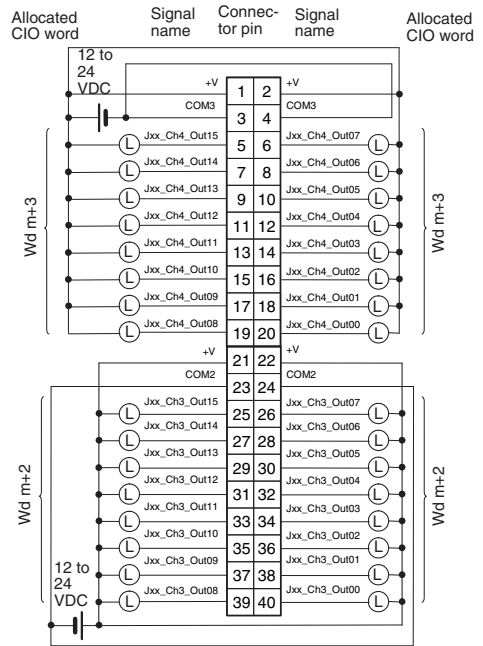 Allocated CIO word Signal name Connec-tor pin Signal name Allocated CIO word
12 to 24 VDC
+V 1 2 +V
COM3 3 4 COM3
Jxx_Ch4_Out15 5 6 Jxx_Ch4_Out07
L L
Jxx_Ch4_Out14 7 8 Jxx_Ch4_Out06
L L
Jxx_Ch4_Out13 9 10 Jxx_Ch4_Out05
L L
Jxx_Ch4_Out12 11 12 Jxx_Ch4_Out04
L L
Jxx_Ch4_Out11 13 14 Jxx_Ch4_Out03
L L
Jxx_Ch4_Out10 15 16 Jxx_Ch4_Out02
L L
Jxx_Ch4_Out09 17 18 Jxx_Ch4_Out01
L L
Jxx_Ch4_Out08 19 20 Jxx_Ch4_Out00
L L
Wd m+3 Wd m+3
+V 21 22 +V
COM2 23 24 COM2
Jxx_Ch3_Out15 25 26 Jxx_Ch3_Out07
L L
Jxx_Ch3_Out14 27 28 Jxx_Ch3_Out06
L L
Jxx_Ch3_Out13 29 30 Jxx_Ch3_Out05
L L
Jxx_Ch3_Out12 31 32 Jxx_Ch3_Out04
L L
Jxx_Ch3_Out11 33 34 Jxx_Ch3_Out03
L L
Jxx_Ch3_Out10 35 36 Jxx_Ch3_Out02
L L
Jxx_Ch3_Out09 37 38 Jxx_Ch3_Out01
L L
Jxx_Ch3_Out08 39 40 Jxx_Ch3_Out00
L L
Wd m+2 Wd m+2
12 to 24 VDC